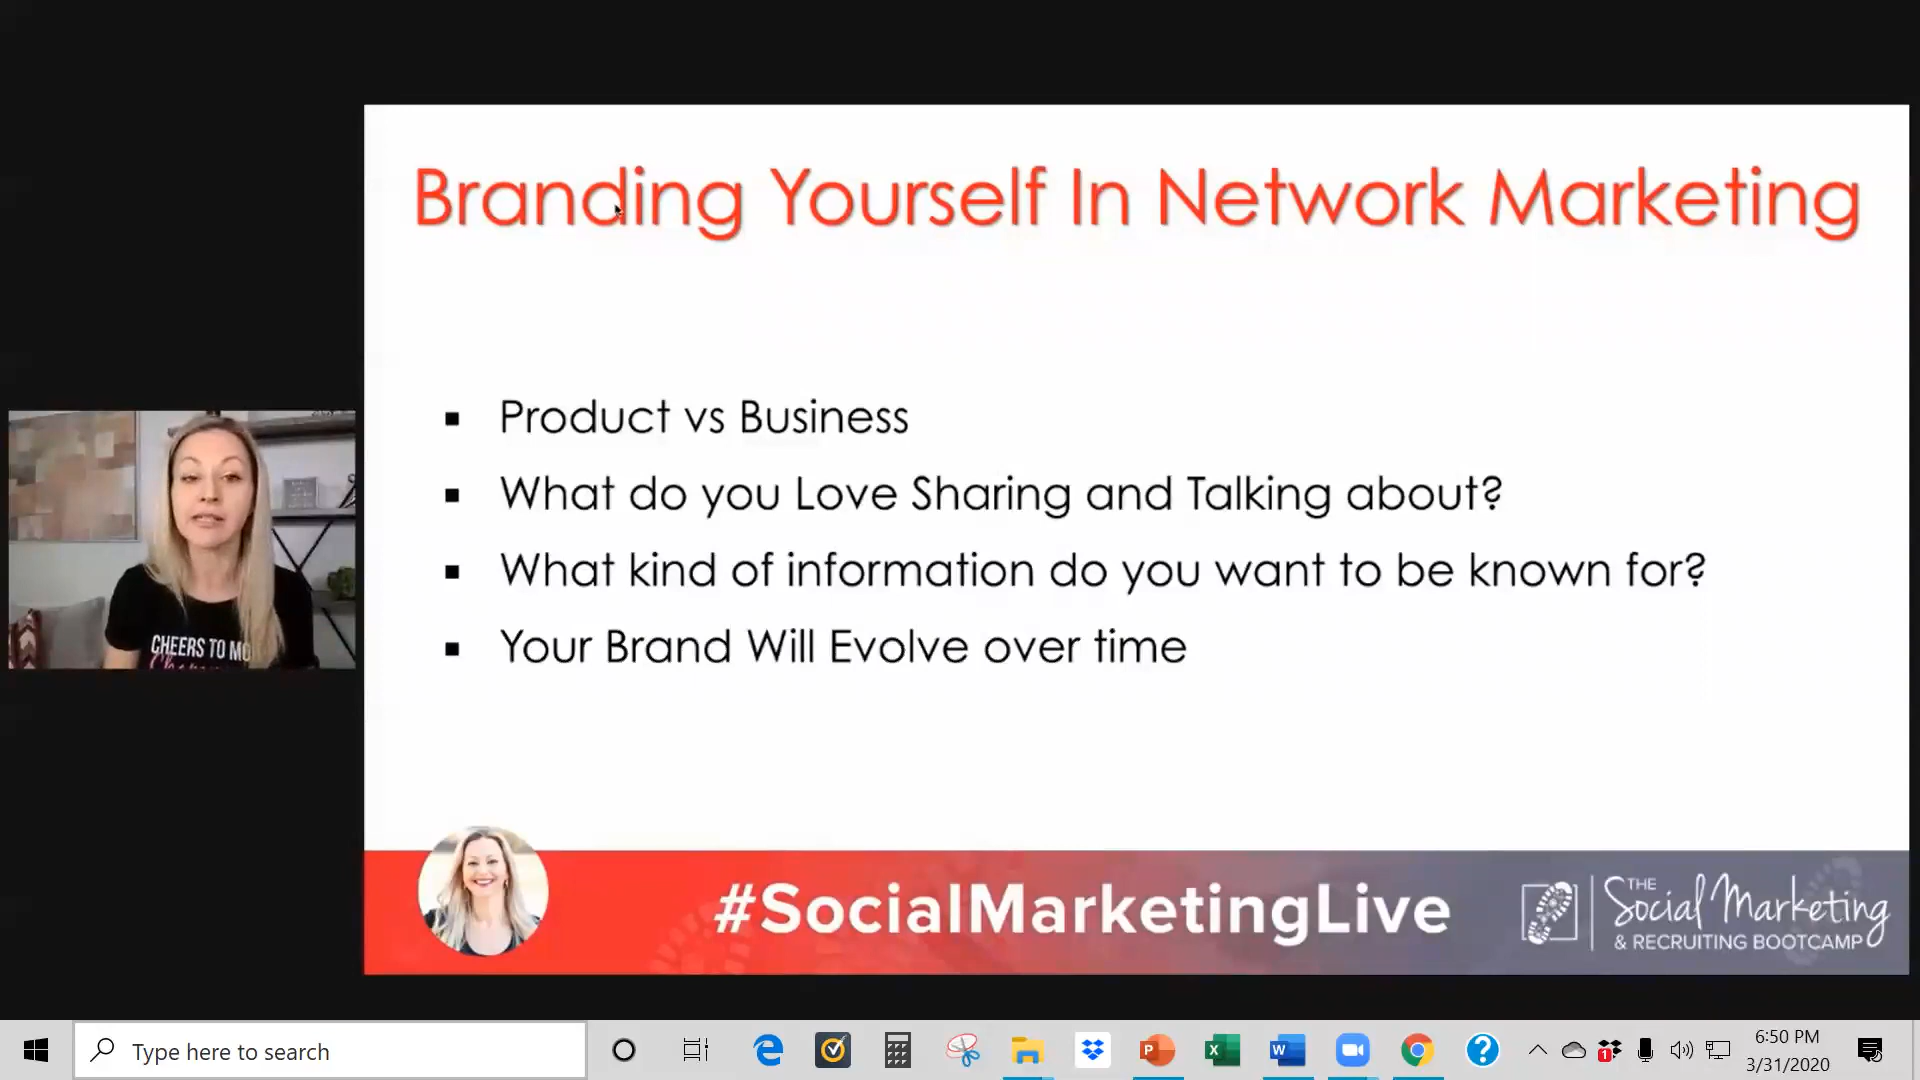 Branding Yourself In Network Marketing
Product vs Business
What do you Love Sharing and Talking about?
What kind of information do you want to be known for?
Your Brand Will Evolve over time
CHEERS TO
#SocialMarketingLive
THE
Social Marketing
& RECRUITING BOOTCAMP
Type here to search
6:50 PM
3/31/2020